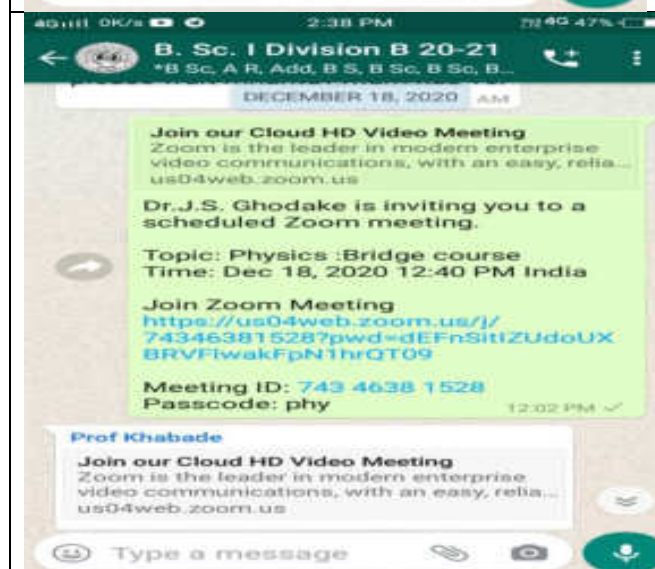 4G 0K/s 2:38 PM 4G 47%
B. Sc. I Division B 20-21
*B Sc, A R, Add, B S, B Sc, B Sc, B...
DECEMBER 18, 2020 AM
Join our Cloud HD Video Meeting
Zoom is the leader in modern enterprise
video communications, with an easy, relia...
us04web.zoom.us
Dr.J.S. Ghodake is inviting you to a
scheduled Zoom meeting.
Topic: Physics :Bridge course
Time: Dec 18, 2020 12:40 PM India
Join Zoom Meeting
https://us04web.zoom.us/j/
74346381528?pwd=dEFnSitIZUdoUX
BRVFIwakFpN1hrQT09
Meeting ID: 743 4638 1528
Passcode: phy
12:02 PM
Prof Khabade
Join our Cloud HD Video Meeting
Zoom is the leader in modern enterprise
video communications, with an easy, relia...
us04web.zoom.us
Type a message